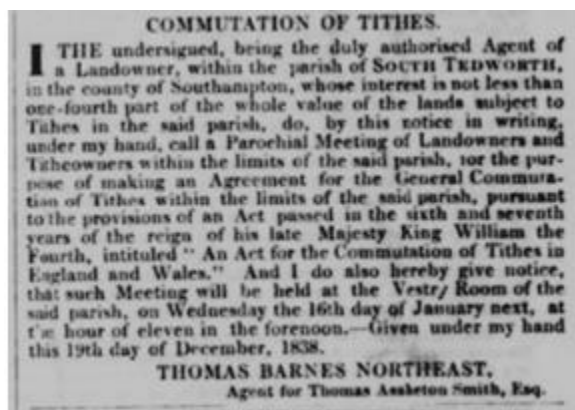 COMMUTATION OF TITHES.
I THE undersigned, being the duly authorised Agent of
a Landowner, within the parish of SOUTH TEDWORTH,
in the county of Southampton, whose interest is not less than
one-fourth part of the whole value of the lands subject to
Tithes in the said parish, do, by this notice in writing,
under my hand, call a Parochial Meeting of Landowners and
Titheowners within the limits of the said parish, for the pur-
pose of making an Agreement for the General Commuta-
tion of Tithes within the limits of the said parish, pursuant
to the provisions of an Act passed in the sixth and seventh
years of the reign of his late Majesty King William the
Fourth, intituled " An Act for the Commutation of Tithes in
England and Wales." And I do also hereby give notice,
that such Meeting will be held at the Vestry Room of the
said parish, on Wednesday the 16th day of January next, at
the hour of eleven in the forenoon.—Given under my hand
this 19th day of December, 1838.
THOMAS BARNES NORTHEAST,
Agent for Thomas Assheton Smith, Esq.